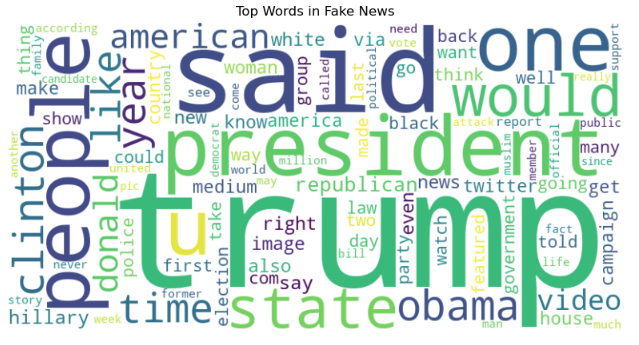 Top Words in Fake News
thing
according
family
candidate
make
american
white
via
need
vote
back
want
one
support
said
people
like
year
country
national
woman
group
called
last
political
go
think
well
really
see
come
show
new
know
america
made
black
attack
report
would
public
another
could
democrat
way
million
president
many
since
clinton
donald
united
pic
police
medium
world
may
republican
news
twitter
muslim
member
official
going
get
trump
u
take
right
image
law
two
day
bill
party
even
watch
featured
government
fact
life
told
campaign
never
first
also
com
say
story
week
former
hillary
time
election
state
obama
man
house
video
much